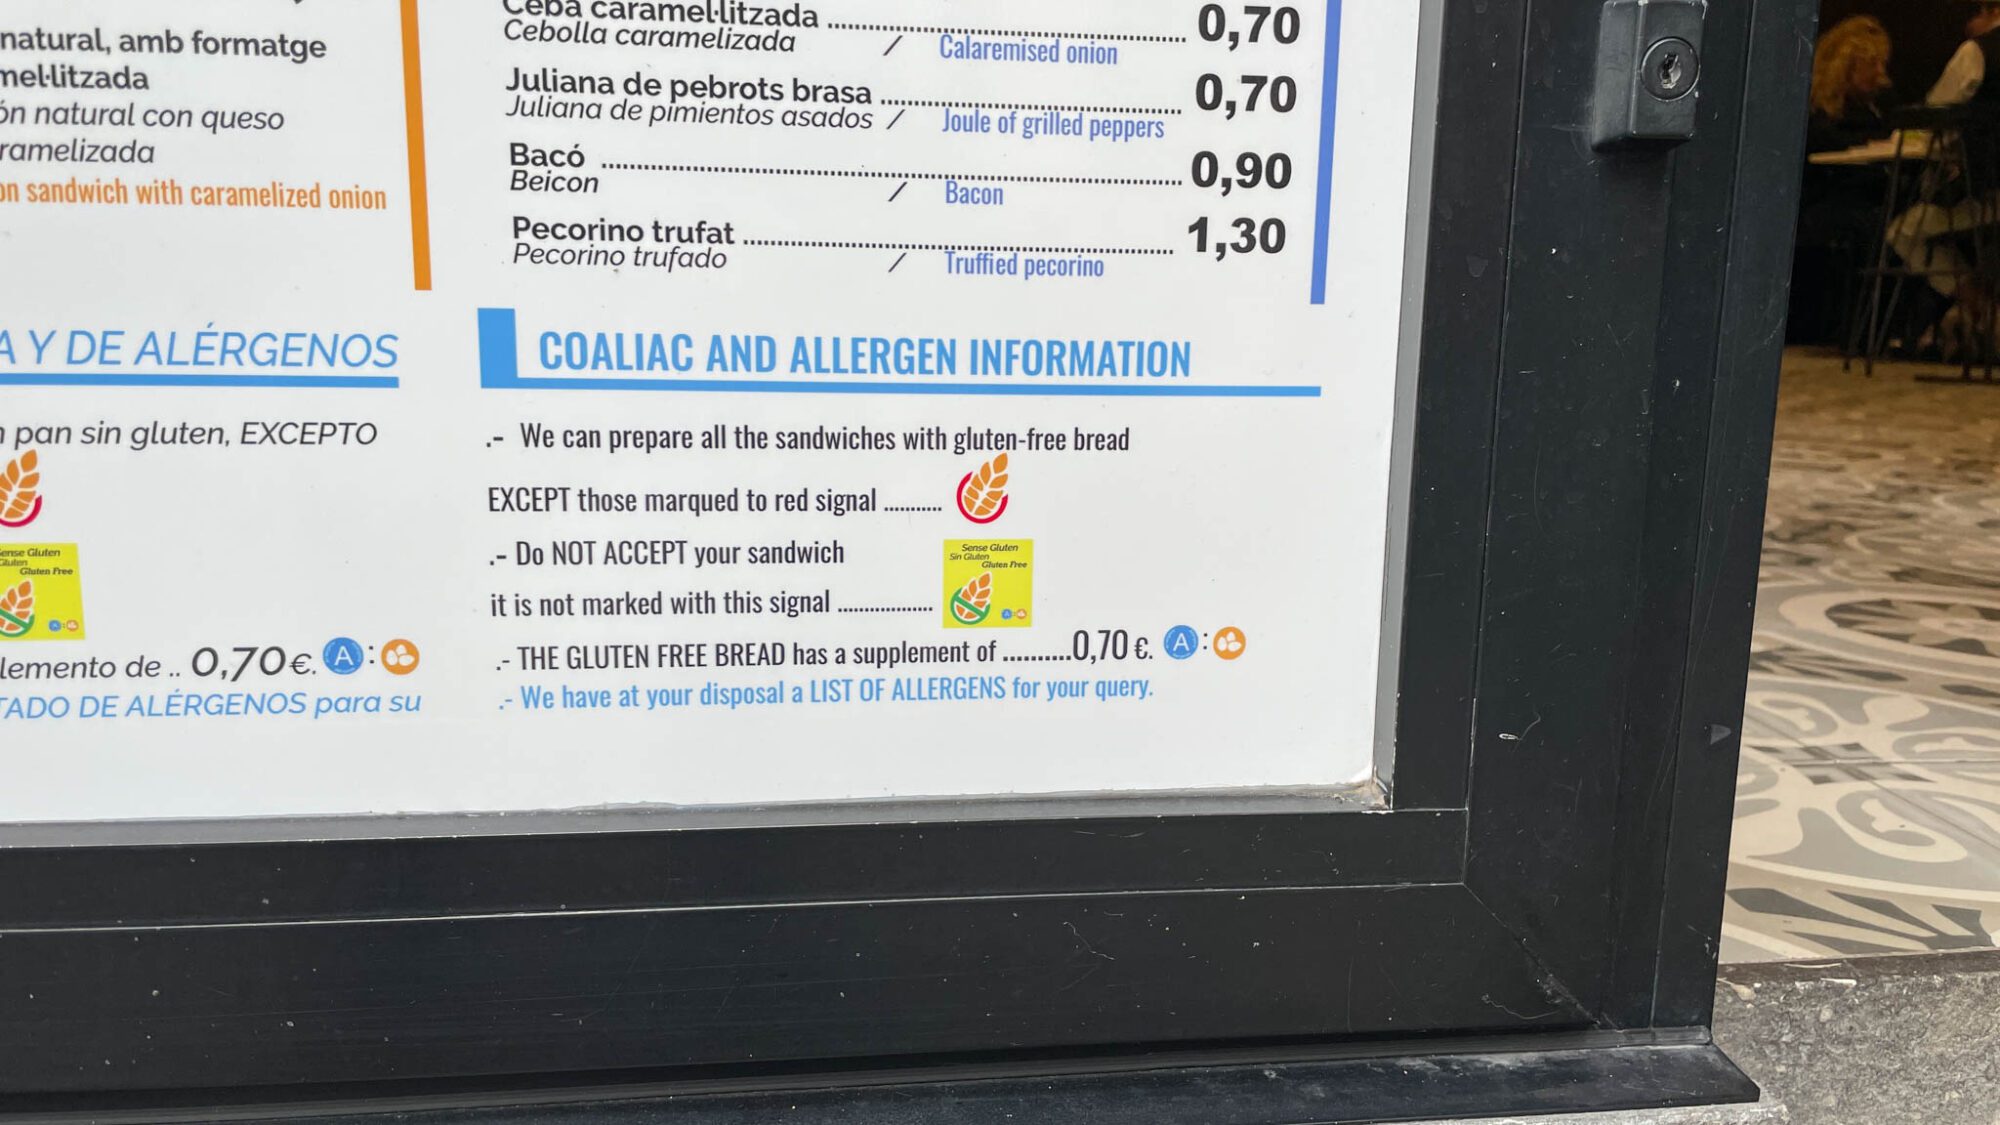 natural, amb formatge
mel·litzada
ón natural con queso
ramelizada
on sandwich with caramelized onion
Ceba caramel·litzada ........ 0,70
Cebolla caramelizada / Calaremised onion
Juliana de pebrots brasa ........ 0,70
Juliana de pimientos asados / Joule of grilled peppers
Bacó ........ 0,90
Beicon / Bacon
Pecorino trufat ........ 1,30
Pecorino trufado / Truffied pecorino
A Y DE ALÉRGENOS
n pan sin gluten, EXCEPTO
ense Gluten
Gluten
Gluten Free
A
lemento de .. 0,70€. A :
TADO DE ALÉRGENOS para su
COALIAC AND ALLERGEN INFORMATION
.- We can prepare all the sandwiches with gluten-free bread
EXCEPT those marqued to red signal ...........
.- Do NOT ACCEPT your sandwich
it is not marked with this signal ..................
Sense Gluten
Sin Gluten
Gluten Free
A
.- THE GLUTEN FREE BREAD has a supplement of ..........0,70 €. A :
.- We have at your disposal a LIST OF ALLERGENS for your query.